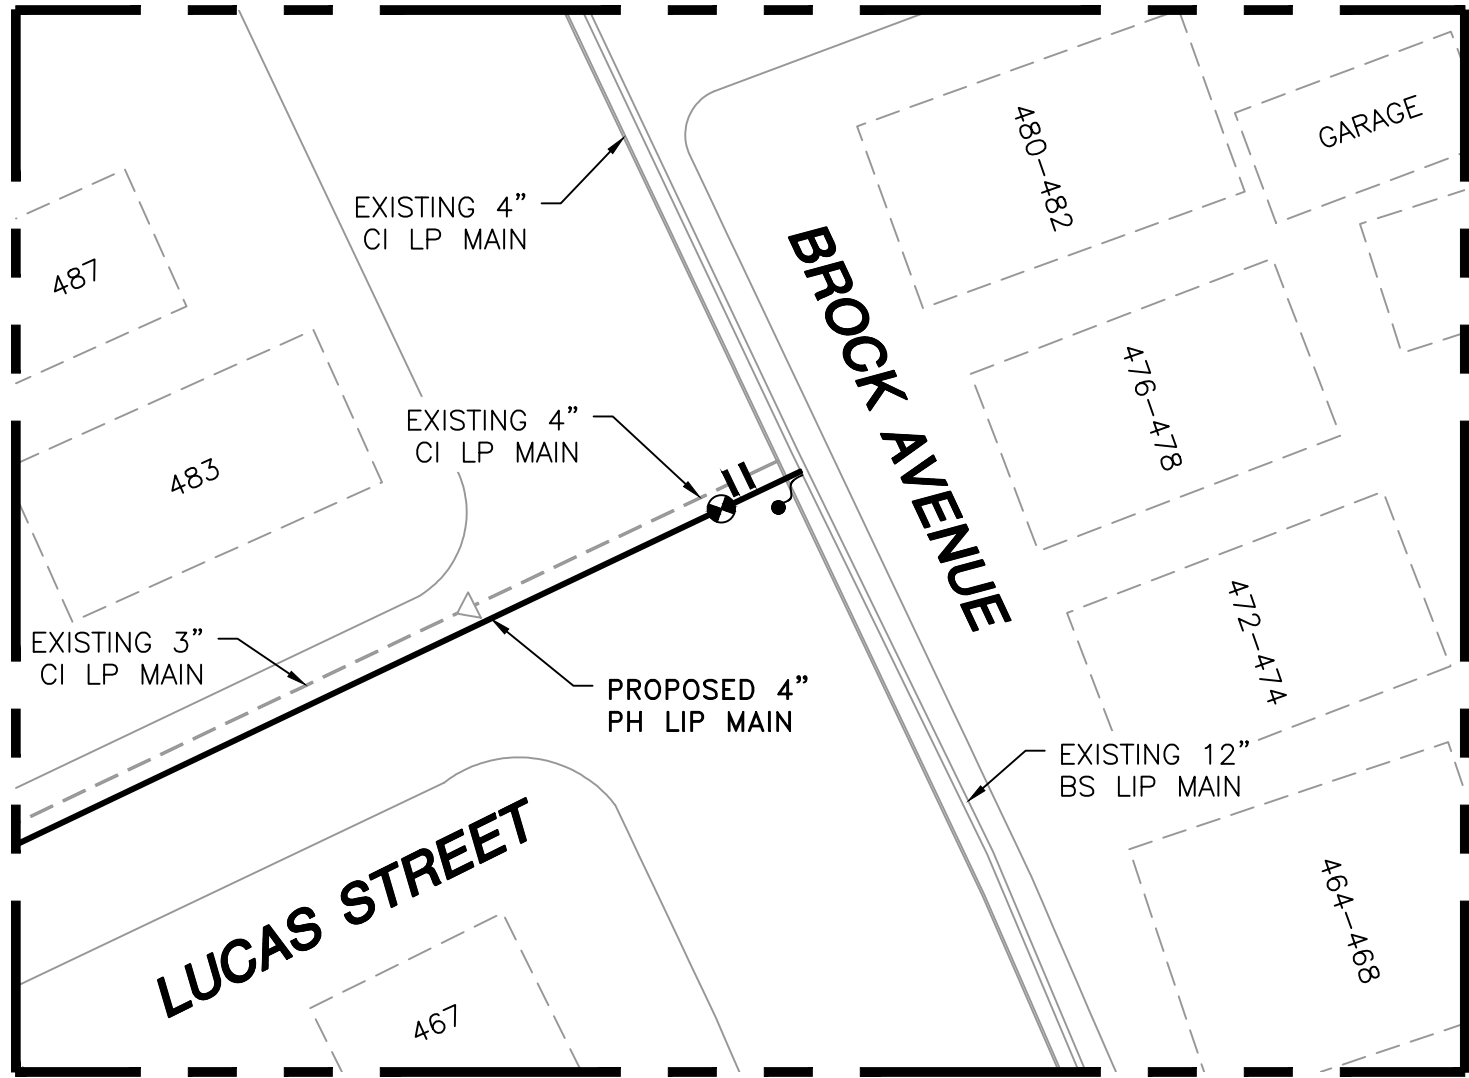 480-482
GARAGE
EXISTING 4"
CI LP MAIN
487
BROCK AVENUE
476-478
EXISTING 4"
CI LP MAIN
483
472-474
EXISTING 3"
CI LP MAIN
PROPOSED 4"
PH LIP MAIN
EXISTING 12"
BS LIP MAIN
LUCAS STREET
464-468
467